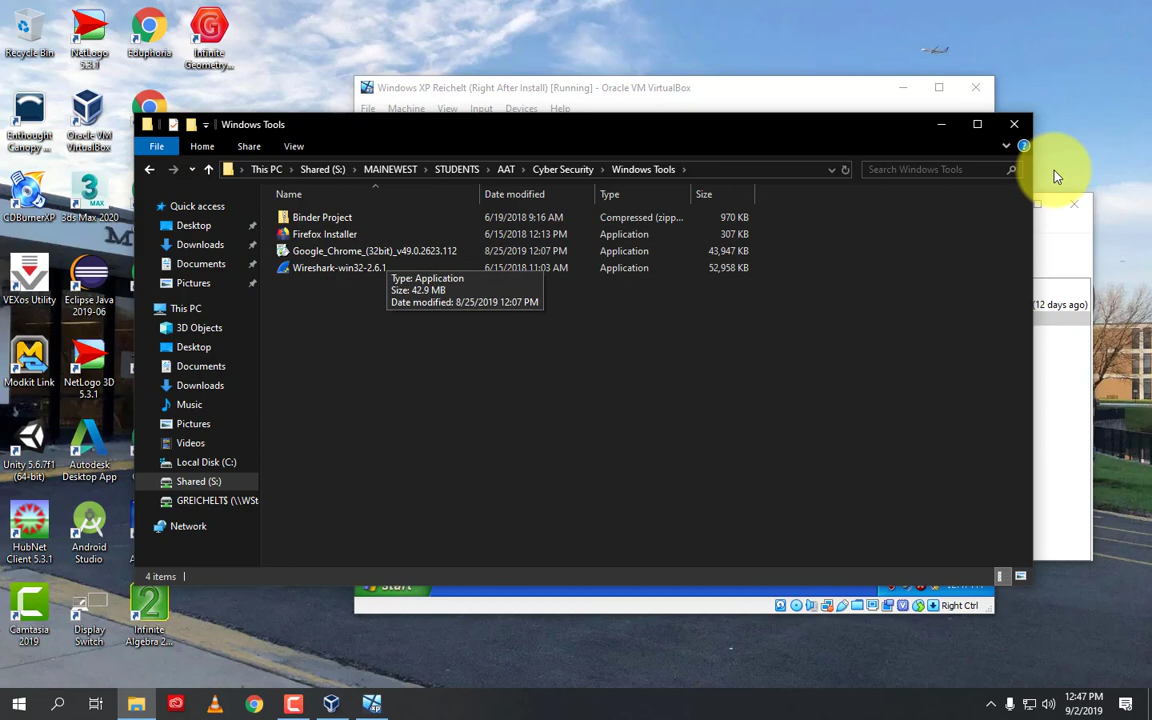 Recycle Bin
NetLogo 5.3.1
Eduphoria
Infinite Geometry...
Enthought Canopy ...
Oracle VM VirtualBox
CDBurnerXP
3ds Max 2020
VEXos Utility
Eclipse Java 2019-06
Modkit Link
NetLogo 3D 5.3.1
Unity 5.6.7f1 (64-bit)
Autodesk Desktop App
HubNet Client 5.3.1
Android Studio
Camtasia 2019
Display Switch
Infinite Algebra 2...
Windows XP Reichelt (Right After Install) [Running] - Oracle VM VirtualBox
File Machine View Input Devices Help
Windows Tools
File Home Share View
This PC > Shared (S:) > MAINEWEST > STUDENTS > AAT > Cyber Security > Windows Tools >
Search Windows Tools
Name Date modified Type Size
Binder Project 6/19/2018 9:16 AM Compressed (zipp... 970 KB
Firefox Installer 6/15/2018 12:13 PM Application 307 KB
Google_Chrome_(32bit)_v49.0.2623.112 8/25/2019 12:07 PM Application 43,947 KB
Wireshark-win32-2.6.1 6/15/2018 11:03 AM Application 52,958 KB
Type: Application
Size: 42.9 MB
Date modified: 8/25/2019 12:07 PM
Quick access
Desktop
Downloads
Documents
Pictures
This PC
3D Objects
Desktop
Documents
Downloads
Music
Pictures
Videos
Local Disk (C:)
Shared (S:)
GREICHELT$ (\\WSt
Network
4 items
(12 days ago)
Start
Right Ctrl
12:47 PM
9/2/2019